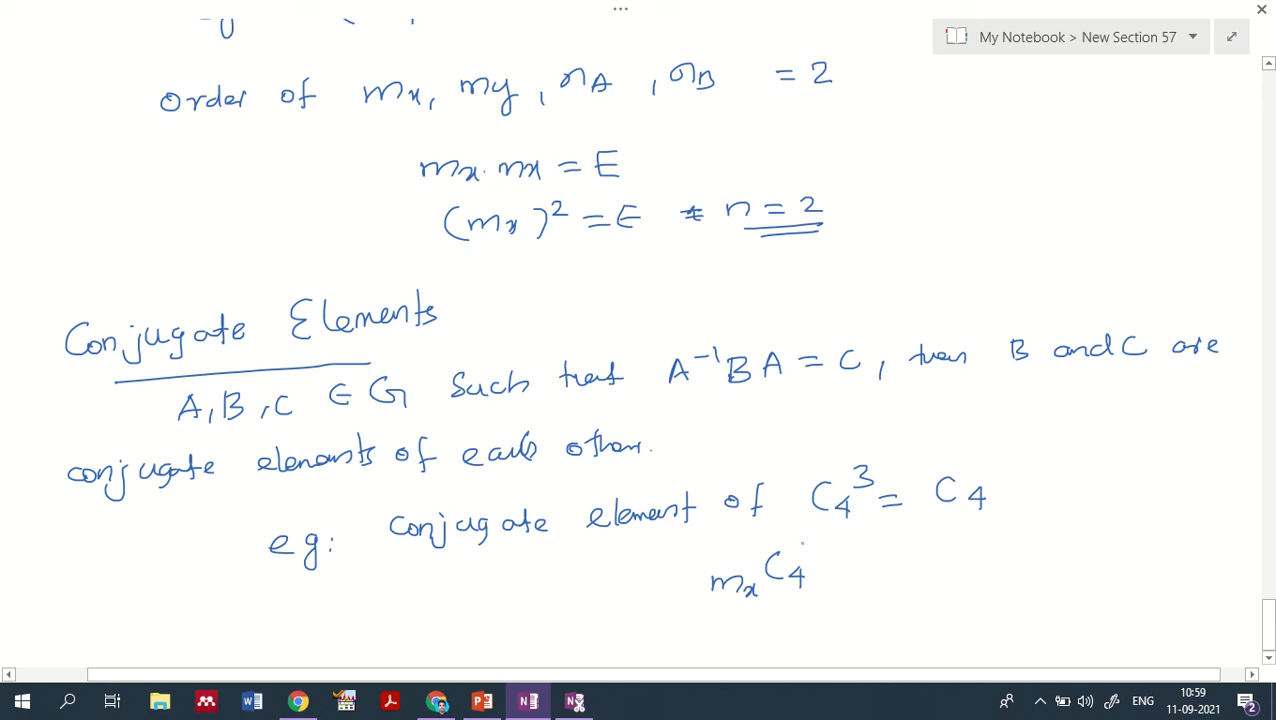 My Notebook > New Section 57
order of mx, my, σA, σB = 2
mx. mx = E
(mx)² = E n = 2
Conjugate Elements
A, B, C ∈ G Such that A⁻¹BA = C, then B and C are
conjugate elements of each other.
eg: conjugate element of C₄³ = C₄
mx C₄
ENG
10:59
11-09-2021
2